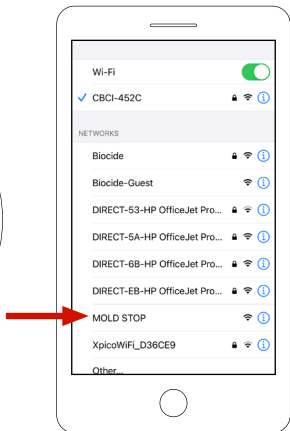 Wi-Fi
CBCI-452C
NETWORKS
Biocide
Biocide-Guest
DIRECT-53-HP OfficeJet Pro...
DIRECT-5A-HP OfficeJet Pro...
DIRECT-6B-HP OfficeJet Pro...
DIRECT-EB-HP OfficeJet Pro...
MOLD STOP
XpicoWiFi_D36CE9
Other...